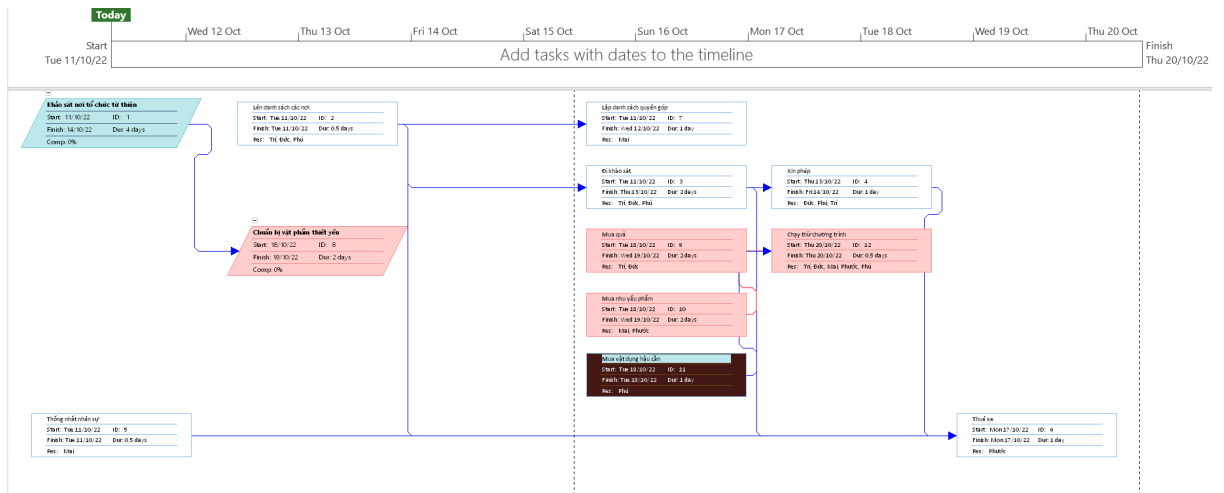 Today
Wed 12 Oct
Thu 13 Oct
Fri 14 Oct
Sat 15 Oct
Sun 16 Oct
Mon 17 Oct
Tue 18 Oct
Wed 19 Oct
Thu 20 Oct
Start
Tue 11/10/22
Add tasks with dates to the timeline
Finish
Thu 20/10/22
Khảo sát nơi tổ chức từ thiện
Start: 11/10/22 ID: 1
Finish: 14/10/22 Dur: 4 days
Comp: 0%
Lên danh sách các nơi
Start: Tue 11/10/22 ID: 2
Finish: Tue 11/10/22 Dur: 0.5 days
Res: Trí, Đức, Phú
Lập danh sách quyên góp
Start: Tue 11/10/22 ID: 7
Finish: Wed 12/10/22 Dur: 1 day
Res: Mai
Đi khảo sát
Start: Tue 11/10/22 ID: 3
Finish: Thu 13/10/22 Dur: 2 days
Res: Trí, Đức, Phú
Xin phép
Start: Thu 13/10/22 ID: 4
Finish: Fri 14/10/22 Dur: 1 day
Res: Đức, Phú, Trí
Chuẩn bị vật phẩm thiết yếu
Start: 18/10/22 ID: 8
Finish: 19/10/22 Dur: 2 days
Comp: 0%
Mua quà
Start: Tue 18/10/22 ID: 9
Finish: Wed 19/10/22 Dur: 2 days
Res: Trí, Đức
Chạy thử chương trình
Start: Thu 20/10/22 ID: 12
Finish: Thu 20/10/22 Dur: 0.5 days
Res: Trí, Đức, Mai, Phước, Phú
Mua nhu yếu phẩm
Start: Tue 18/10/22 ID: 10
Finish: Wed 19/10/22 Dur: 2 days
Res: Mai, Phước
Mua vật dụng hậu cần
Start: Tue 18/10/22 ID: 11
Finish: Tue 18/10/22 Dur: 1 day
Res: Phú
Thống nhất nhân sự
Start: Tue 11/10/22 ID: 5
Finish: Tue 11/10/22 Dur: 0.5 days
Res: Mai
Thuê xe
Start: Mon 17/10/22 ID: 6
Finish: Mon 17/10/22 Dur: 1 day
Res: Phước